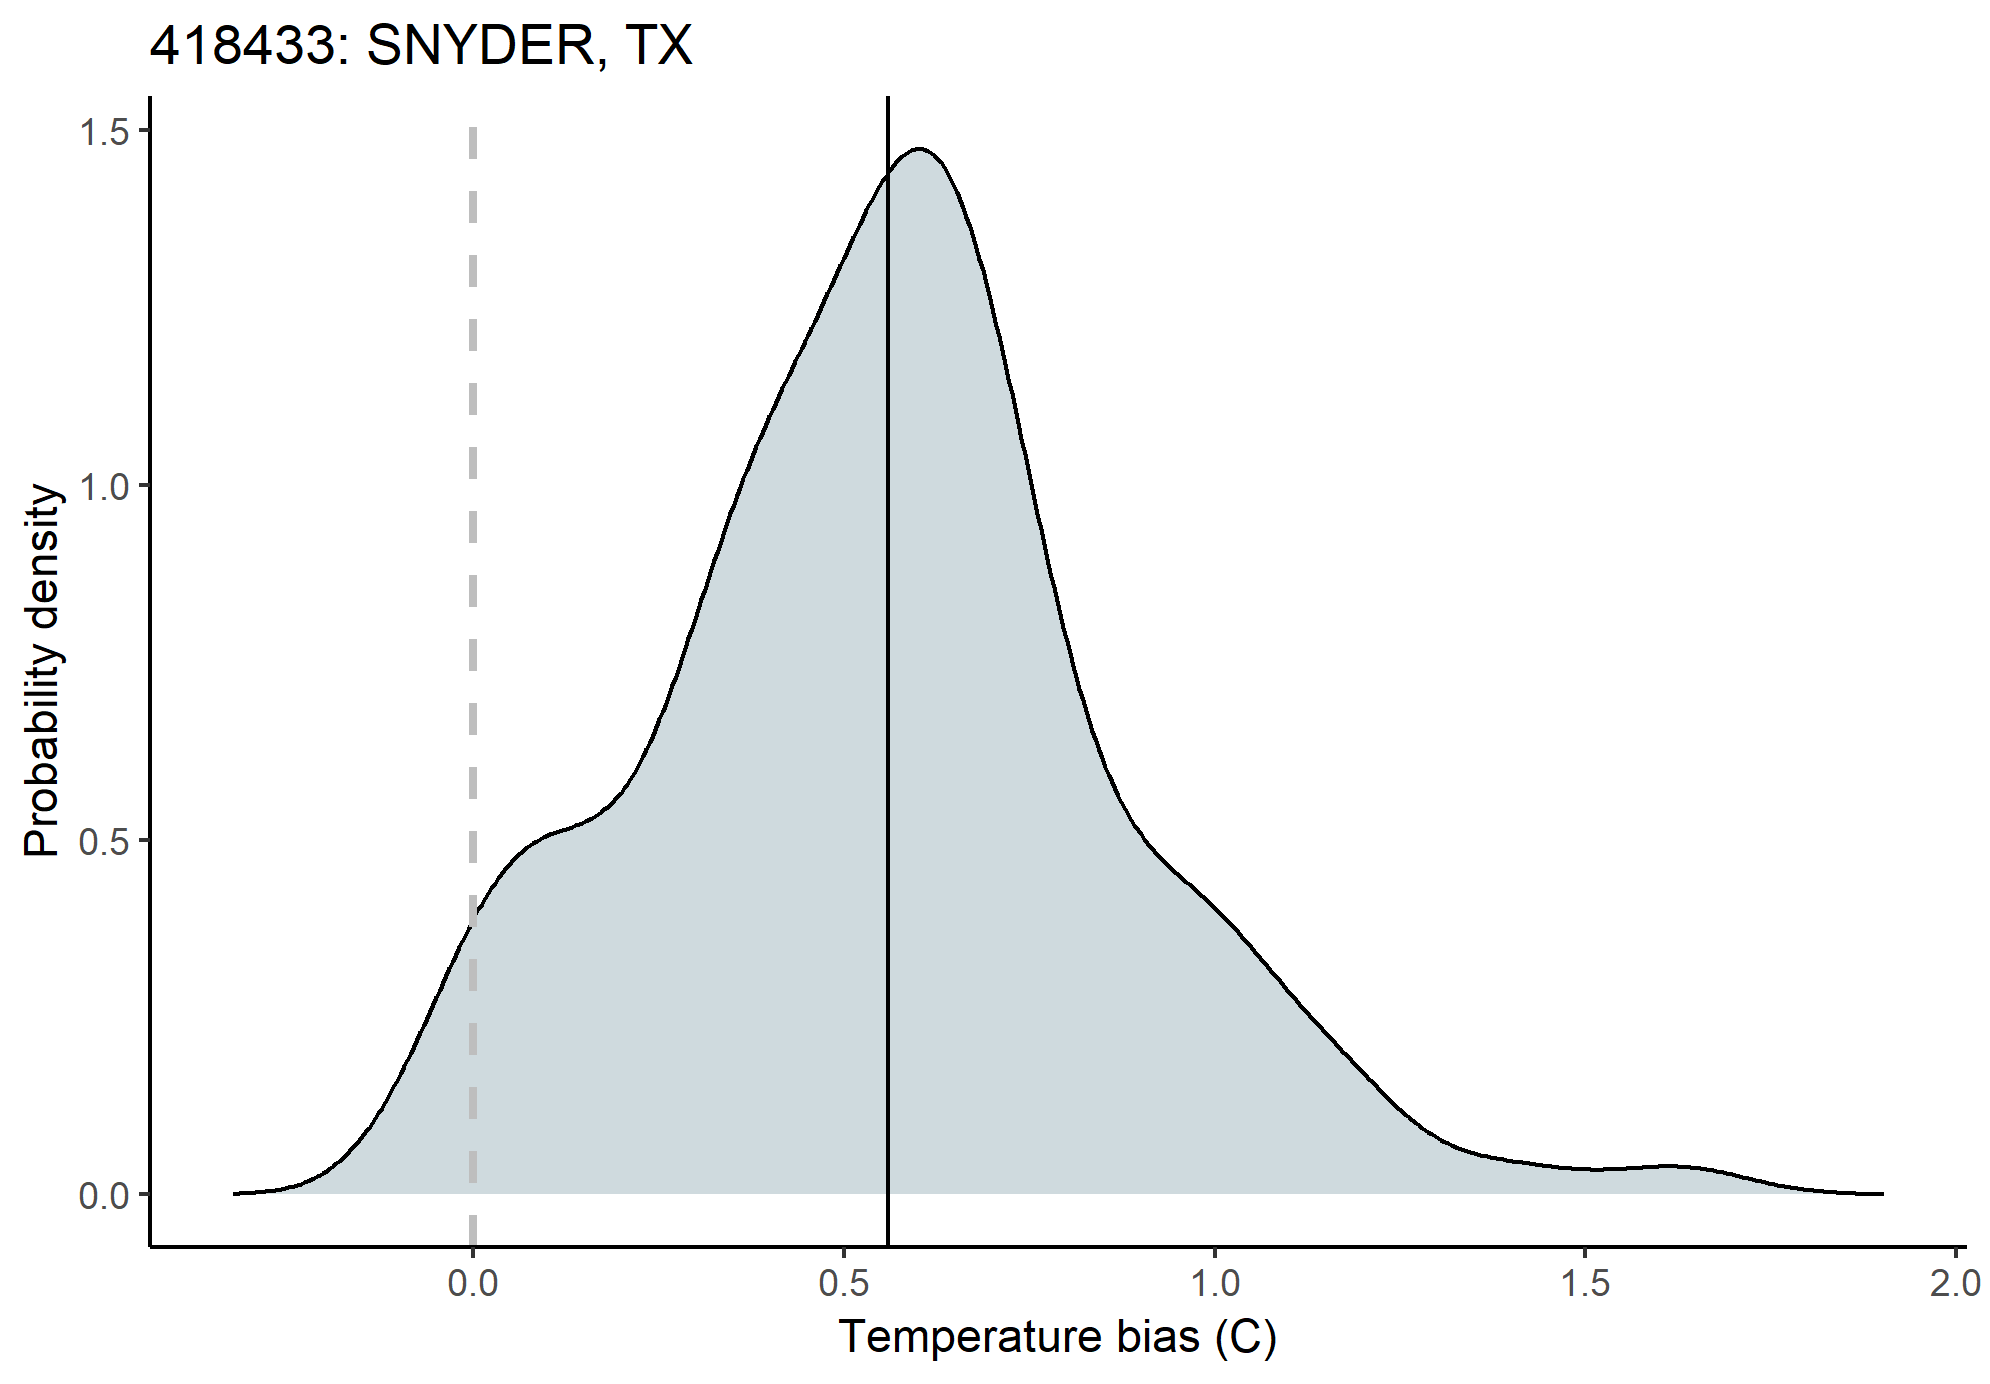 418433: SNYDER, TX
1.5
1.0
0.5
0.0
Probability density
0.0 0.5 1.0 1.5 2.0
Temperature bias (C)